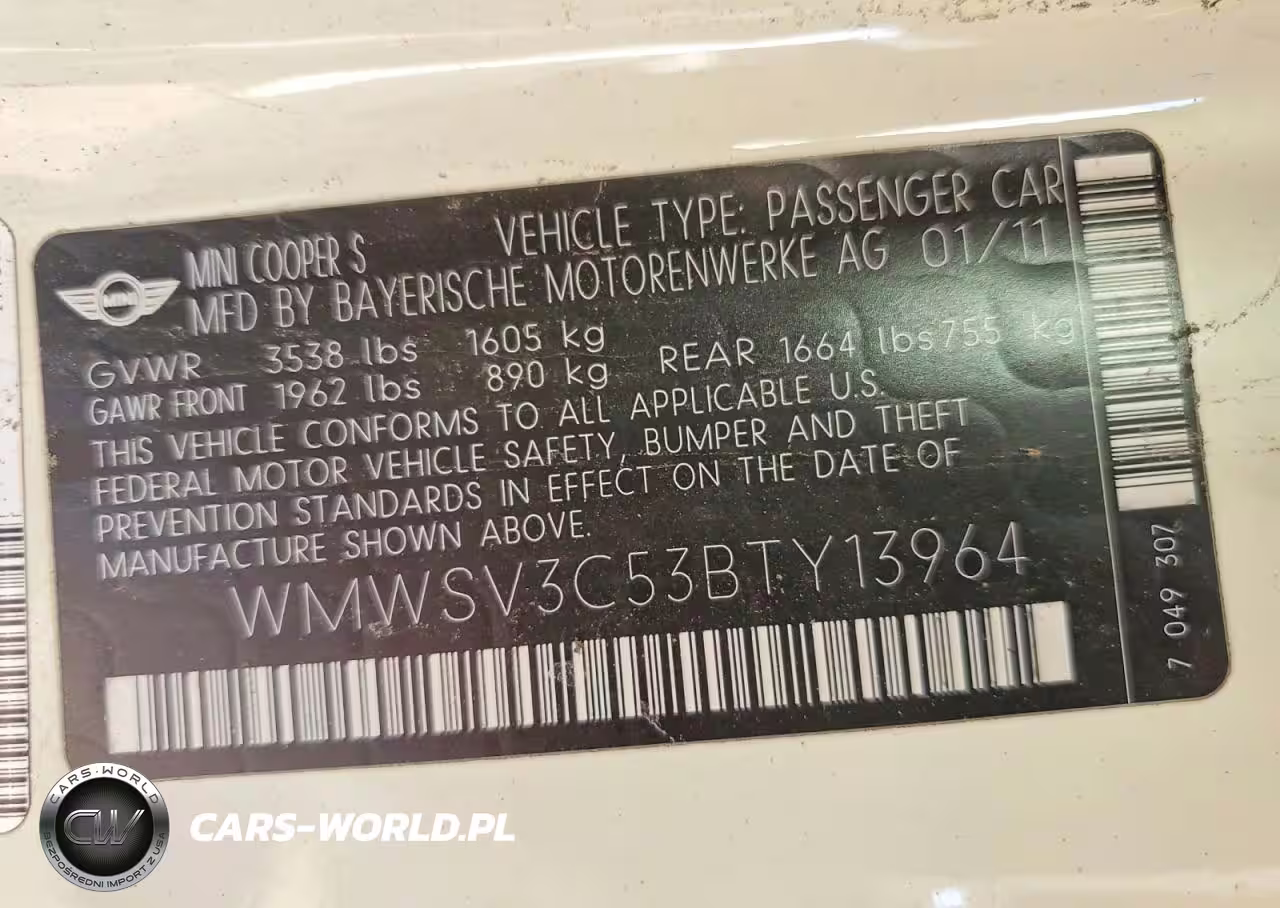 MINI COOPER S VEHICLE TYPE: PASSENGER CAR
MINI
MFD BY BAYERISCHE MOTORENWERKE AG 01/11
GVWR 3538 lbs 1605 kg
GAWR FRONT 1962 lbs 890 kg REAR 1664 lbs 755 kg
THIS VEHICLE CONFORMS TO ALL APPLICABLE U.S.
FEDERAL MOTOR VEHICLE SAFETY, BUMPER AND THEFT
PREVENTION STANDARDS IN EFFECT ON THE DATE OF
MANUFACTURE SHOWN ABOVE.
WMWSV3C53BTY13964
7 049 307
CARS-WORLD
CW
BEZPOŚREDNI IMPORT Z USA
CARS-WORLD.PL